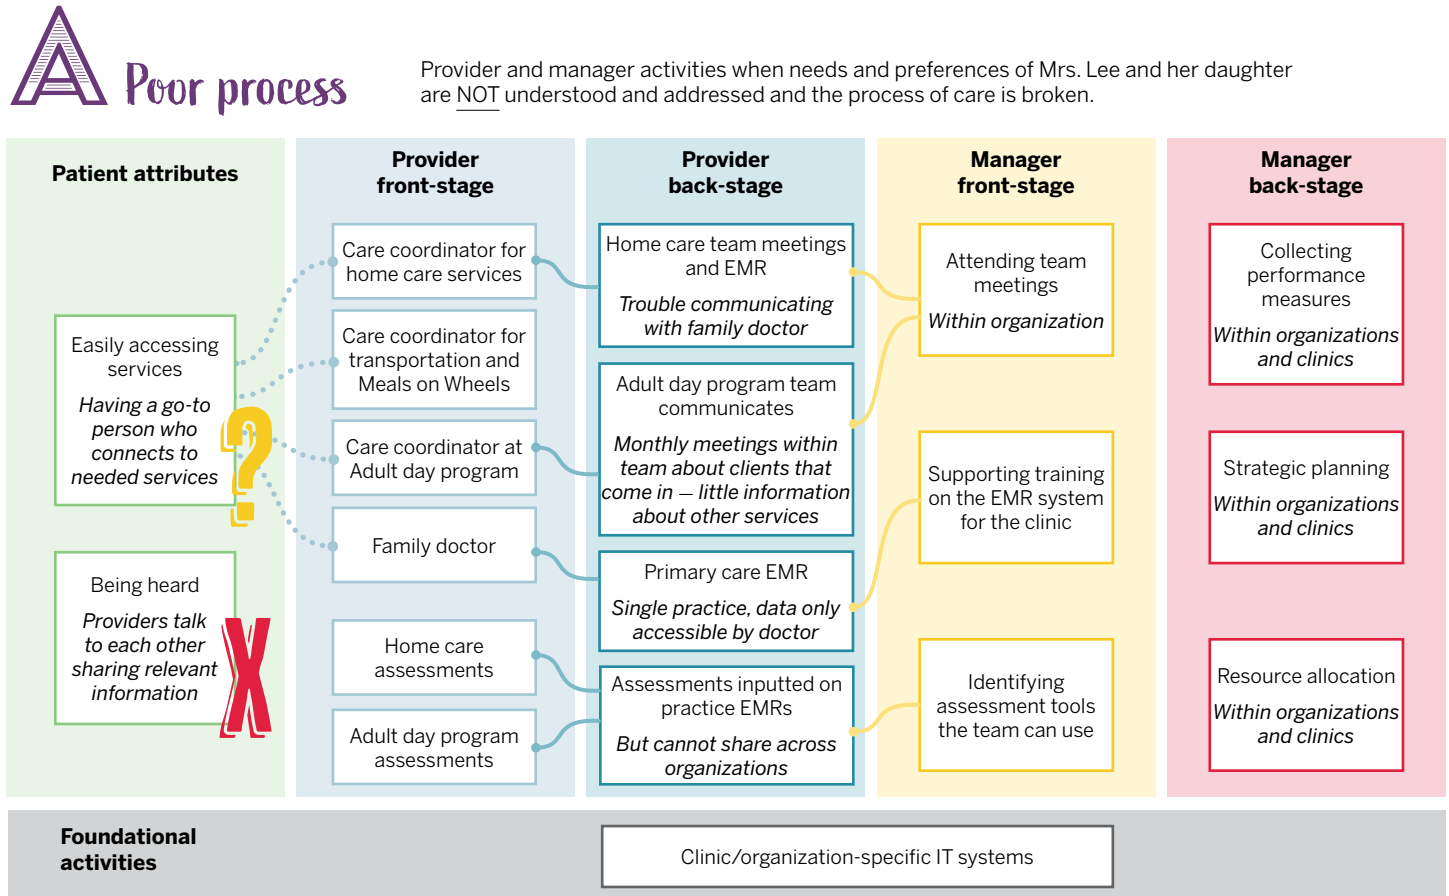 A Poor process
Provider and manager activities when needs and preferences of Mrs. Lee and her daughter
are NOT understood and addressed and the process of care is broken.
Patient attributes
Easily accessing
services
Having a go-to
person who
connects to
needed services
?
Being heard
Providers talk
to each other
sharing relevant
information
X
Provider
front-stage
Care coordinator for
home care services
Care coordinator for
transportation and
Meals on Wheels
Care coordinator at
Adult day program
Family doctor
Home care
assessments
Adult day program
assessments
Provider
back-stage
Home care team meetings
and EMR
Trouble communicating
with family doctor
Adult day program team
communicates
Monthly meetings within
team about clients that
come in – little information
about other services
Primary care EMR
Single practice, data only
accessible by doctor
Assessments inputted on
practice EMRs
But cannot share across
organizations
Manager
front-stage
Attending team
meetings
Within organization
Supporting training
on the EMR system
for the clinic
Identifying
assessment tools
the team can use
Manager
back-stage
Collecting
performance
measures
Within organizations
and clinics
Strategic planning
Within organizations
and clinics
Resource allocation
Within organizations
and clinics
Foundational
activities
Clinic/organization-specific IT systems